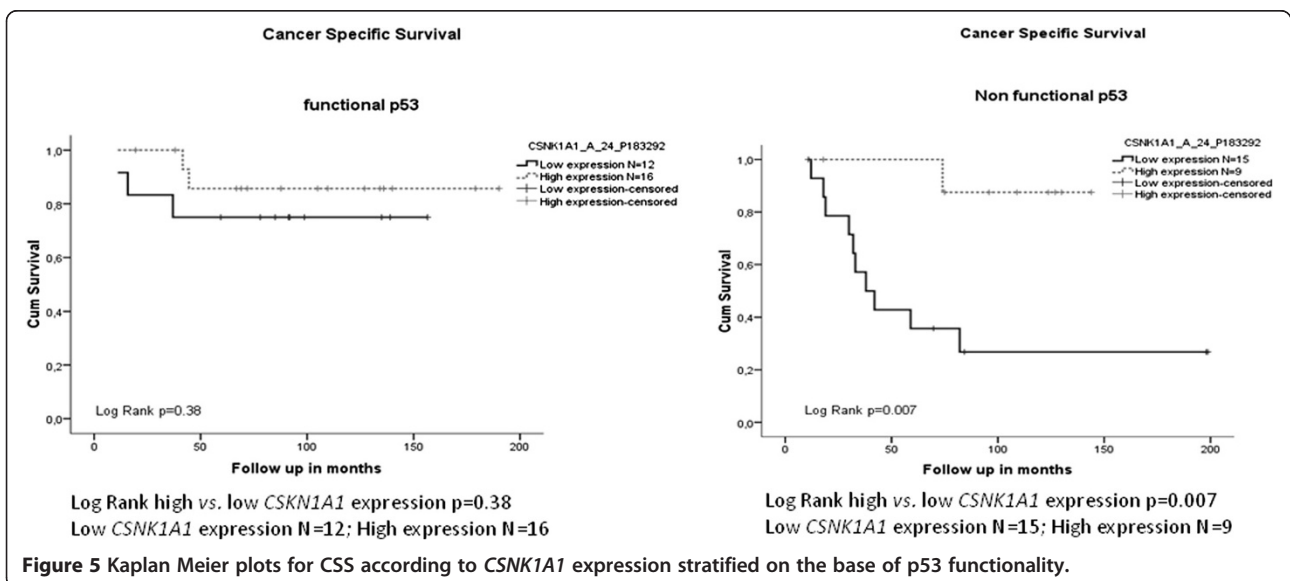 Cancer Specific Survival
functional p53
CSNK1A1_A_24_P183292
Low expression N=12
High expression N=16
Low expression-censored
High expression-censored
Cum Survival
1,0
0,8
0,6
0,4
0,2
0,0
Log Rank p=0.38
0 50 100 150 200
Follow up in months
Log Rank high vs. low CSKN1A1 expression p=0.38
Low CSNK1A1 expression N=12; High expression N=16
Cancer Specific Survival
Non functional p53
CSNK1A1_A_24_P183292
Low expression N=15
High expression N=9
Low expression-censored
High expression-censored
Cum Survival
1,0
0,8
0,6
0,4
0,2
0,0
Log Rank p=0.007
0 50 100 150 200
Follow up in months
Log Rank high vs. low CSNK1A1 expression p=0.007
Low CSNK1A1 expression N=15; High expression N=9
Figure 5 Kaplan Meier plots for CSS according to CSNK1A1 expression stratified on the base of p53 functionality.